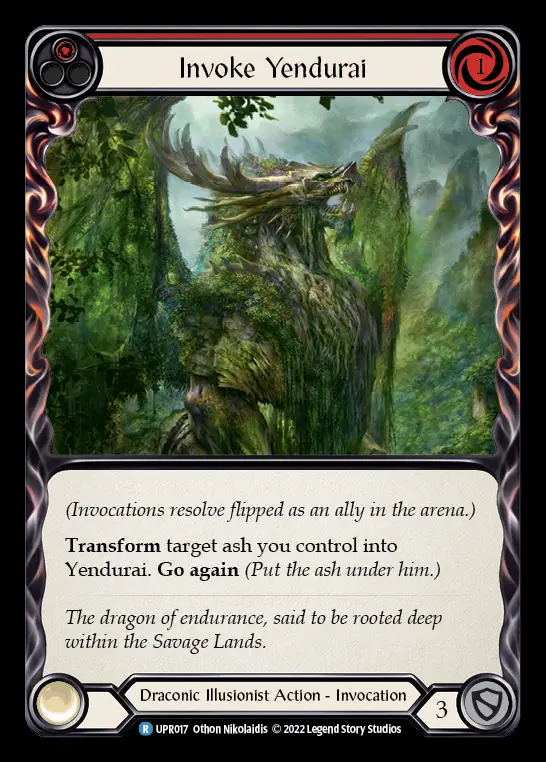 Invoke Yendurai
1
(Invocations resolve flipped as an ally in the arena.)
Transform target ash you control into
Yendurai. Go again (Put the ash under him.)
The dragon of endurance, said to be rooted deep
within the Savage Lands.
Draconic Illusionist Action - Invocation
3
R UPR017 Othon Nikolaidis © 2022 Legend Story Studios